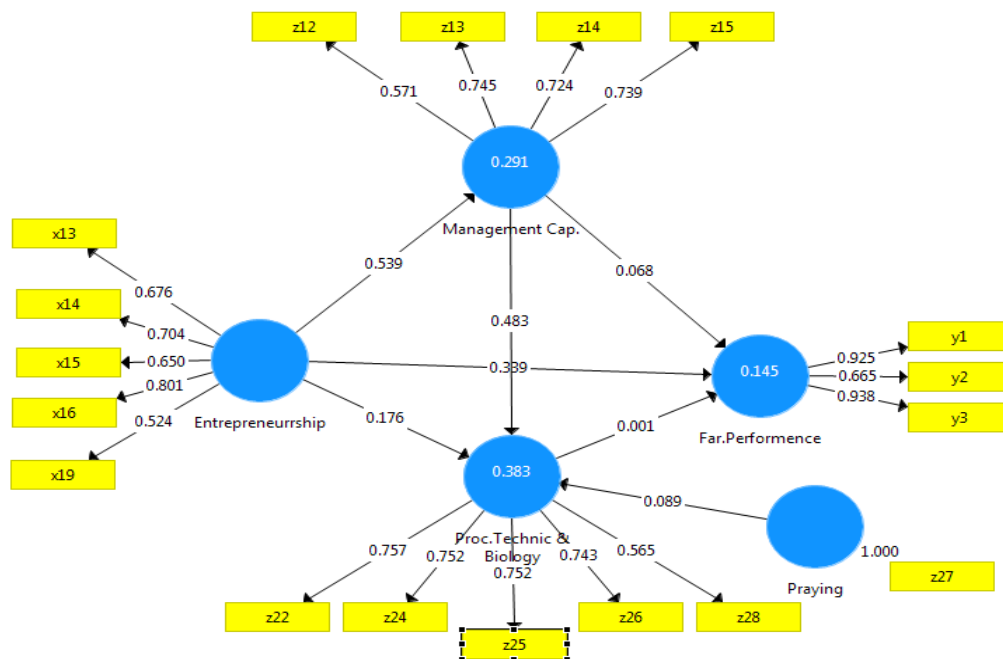 z12
z13
z14
z15
0.571
0.745
0.724
0.739
0.291
Management Cap.
x13
0.676
x14
0.704
x15
0.650
x16
0.801
x19
0.524
Entrepreneurrship
0.539
0.068
0.483
0.339
0.176
0.001
0.145
Far.Performence
0.925
y1
0.665
y2
0.938
y3
0.383
Proc.Technic &
Biology
0.089
Praying
1.000
z27
0.757
0.752
0.752
0.743
0.565
z22
z24
z25
z26
z28